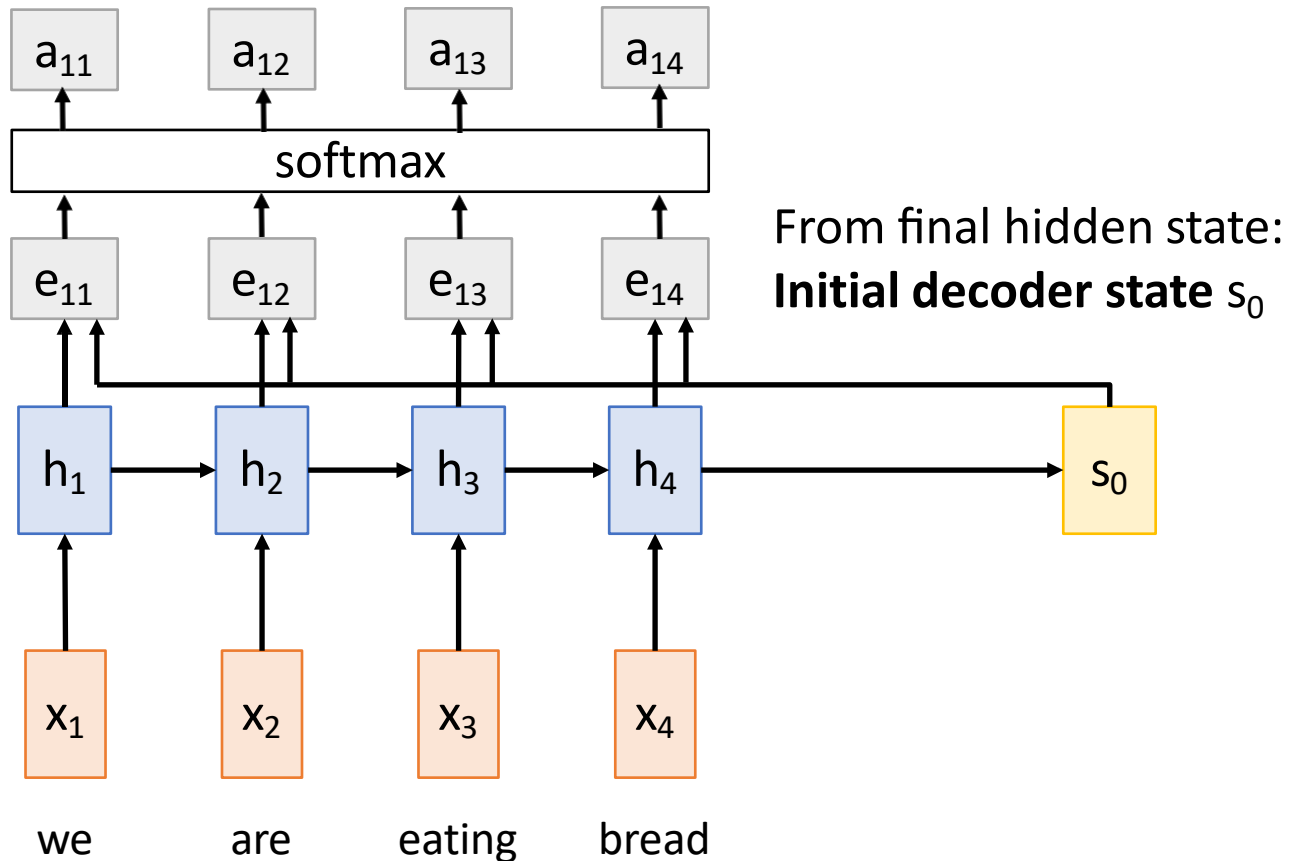 a₁₁ a₁₂ a₁₃ a₁₄
softmax
From final hidden state:
e₁₁ e₁₂ e₁₃ e₁₄
Initial decoder state s₀
h₁ h₂ h₃ h₄ s₀
x₁ x₂ x₃ x₄
we are eating bread